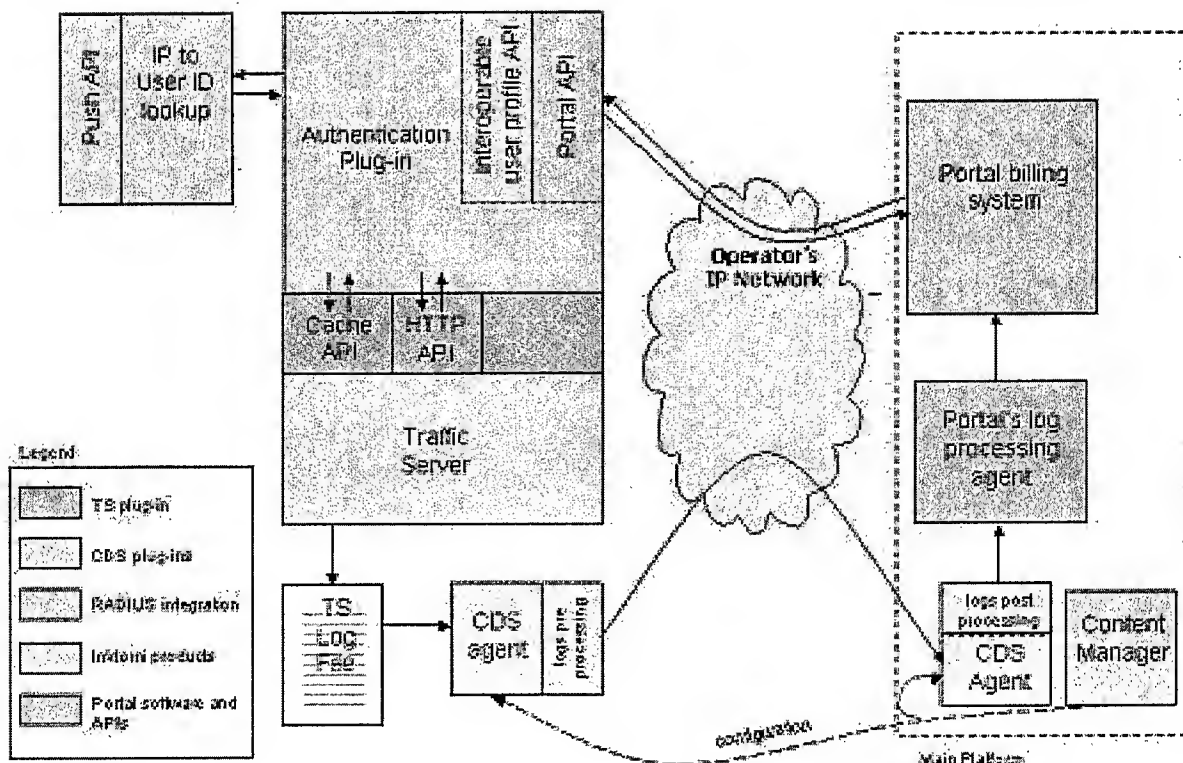 Push API
IP to
User ID
lookup
Authentication
Plug-in
Interoperable
user profile API
Portal API
Cache
API
HTTP
API
Traffic
Server
Operator's
IP Network
Portal billing
system
Portal's log
processing
agent
logs post
processing
CDS
Agent
Content
Manager
Main Platform
Legend
TS plug-in
CDS plug-ins
RADIUS integration
Inktomi products
Portal software and
APIs
TS
CDS
agent
logs pre
processing
configuration